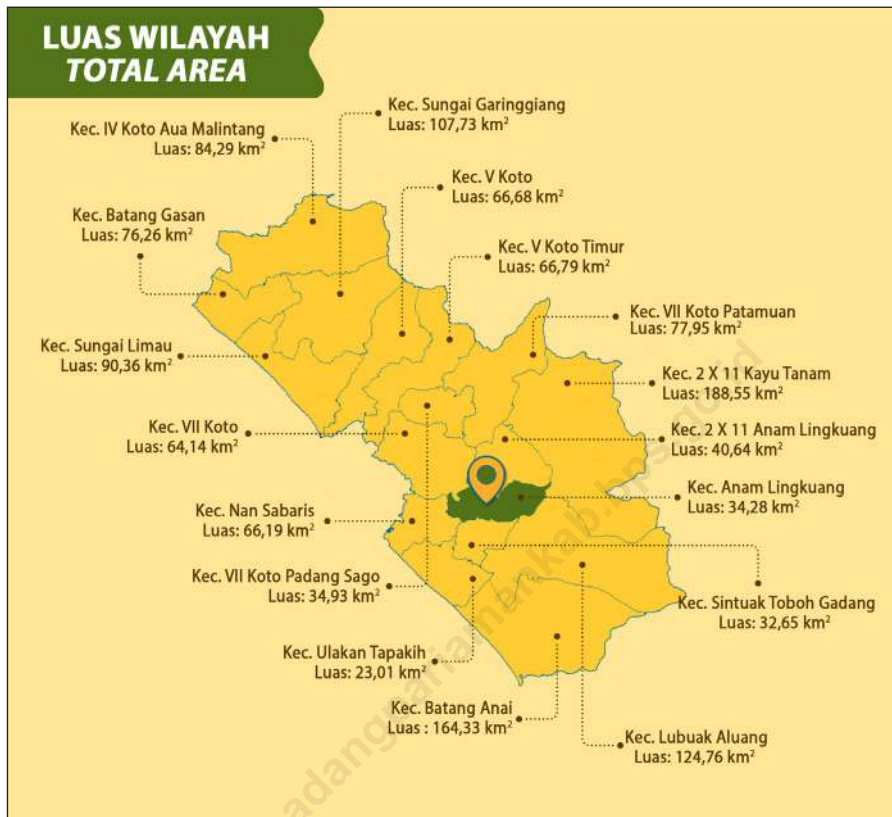 LUAS WILAYAH
TOTAL AREA
Kec. Sungai Garinggiang
Luas: 107,73 km²
Kec. IV Koto Aua Malintang
Luas: 84,29 km²
Kec. V Koto
Luas: 66,68 km²
Kec. Batang Gasan
Luas: 76,26 km²
Kec. V Koto Timur
Luas: 66,79 km²
Kec. VII Koto Patamuan
Luas: 77,95 km²
Kec. Sungai Limau
Luas: 90,36 km²
Kec. 2 X 11 Kayu Tanam
Luas: 188,55 km²
Kec. VII Koto
Luas: 64,14 km²
Kec. 2 X 11 Anam Lingkuang
Luas: 40,64 km²
Kec. Anam Lingkuang
Luas: 34,28 km²
Kec. Nan Sabaris
Luas: 66,19 km²
Kec. VII Koto Padang Sago
Luas: 34,93 km²
Kec. Sintuak Toboh Gadang
Luas: 32,65 km²
Kec. Ulakan Tapakih
Luas: 23,01 km²
Kec. Batang Anai
Luas : 164,33 km²
Kec. Lubuak Aluang
Luas: 124,76 km²
adangpariamankab.bps.go.id